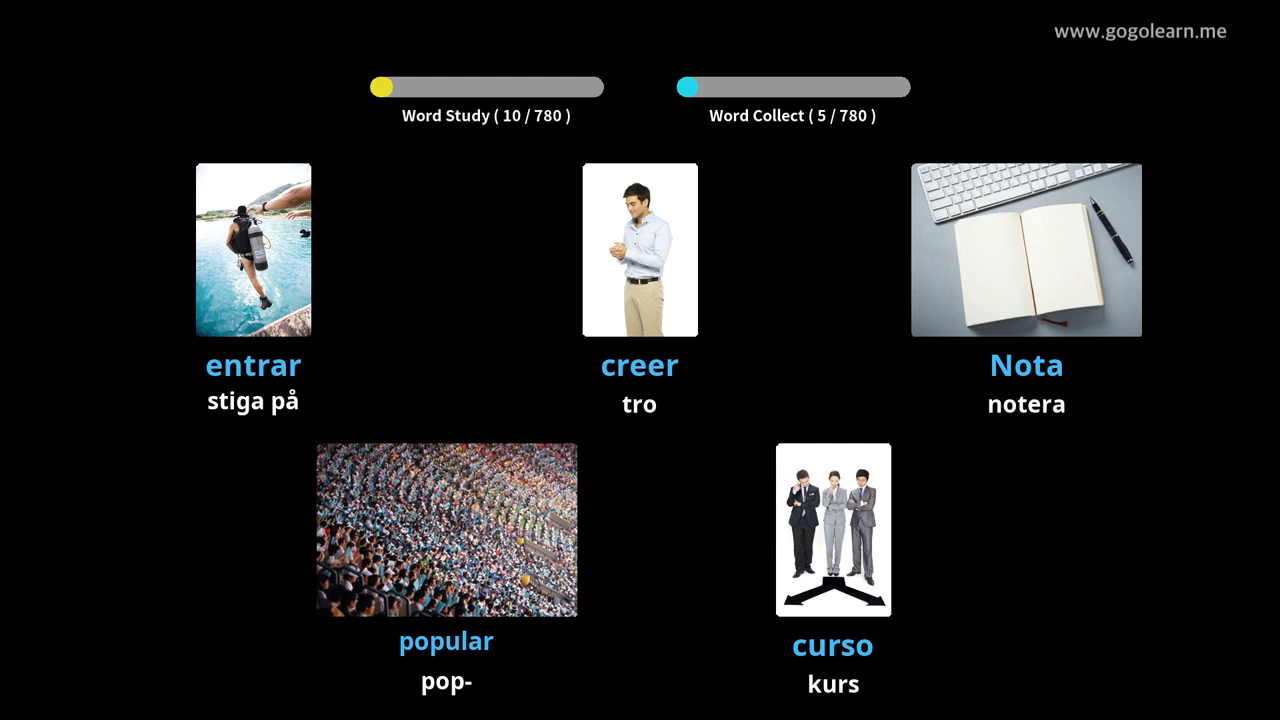 www.gogolearn.me
Word Study ( 10 / 780 )
Word Collect ( 5 / 780 )
entrar
stiga på
creer
tro
Nota
notera
popular
pop-
curso
kurs